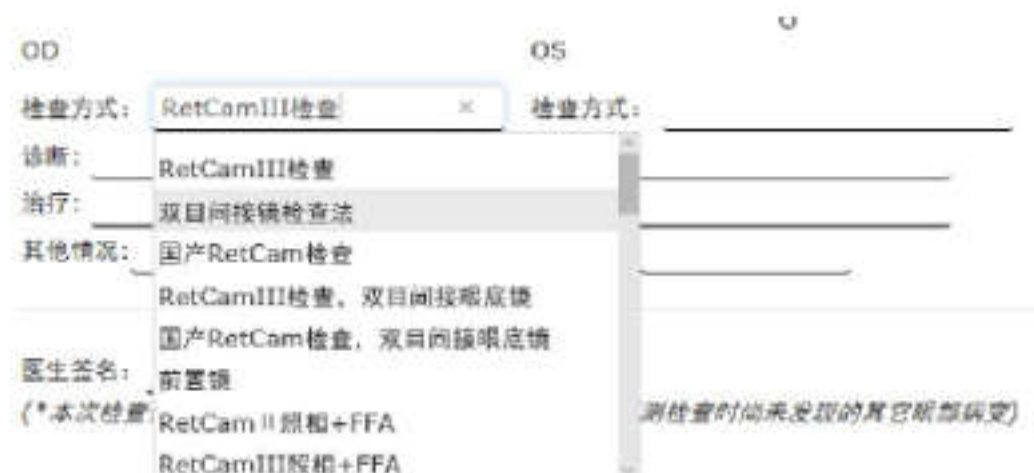 OD
OS
检查方式：
RetCamIII检查
×
检查方式：
诊断：
治疗：
其他情况：
RetCamIII检查
双目间接镜检查法
国产RetCam检查
RetCamIII检查，双目间接眼底镜
国产RetCam检查，双目间接眼底镜
前置镜
RetCamⅡ照相+FFA
RetCamIII照相+FFA
医生签名：
(*本次检查
测检查时尚未发现的其它眼部病变)